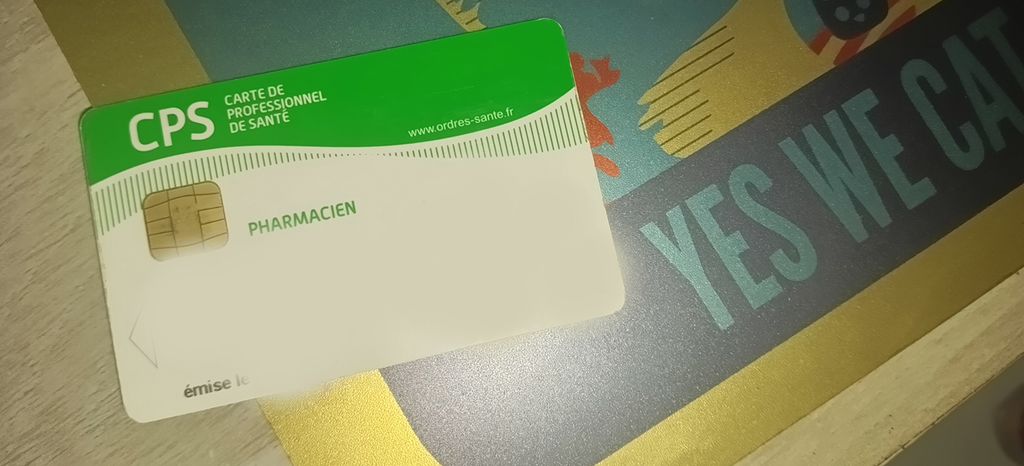 CPS
CARTE DE
PROFESSIONNEL
DE SANTÉ
www.ordres-sante.fr
PHARMACIEN
émise le
YES WE CAT